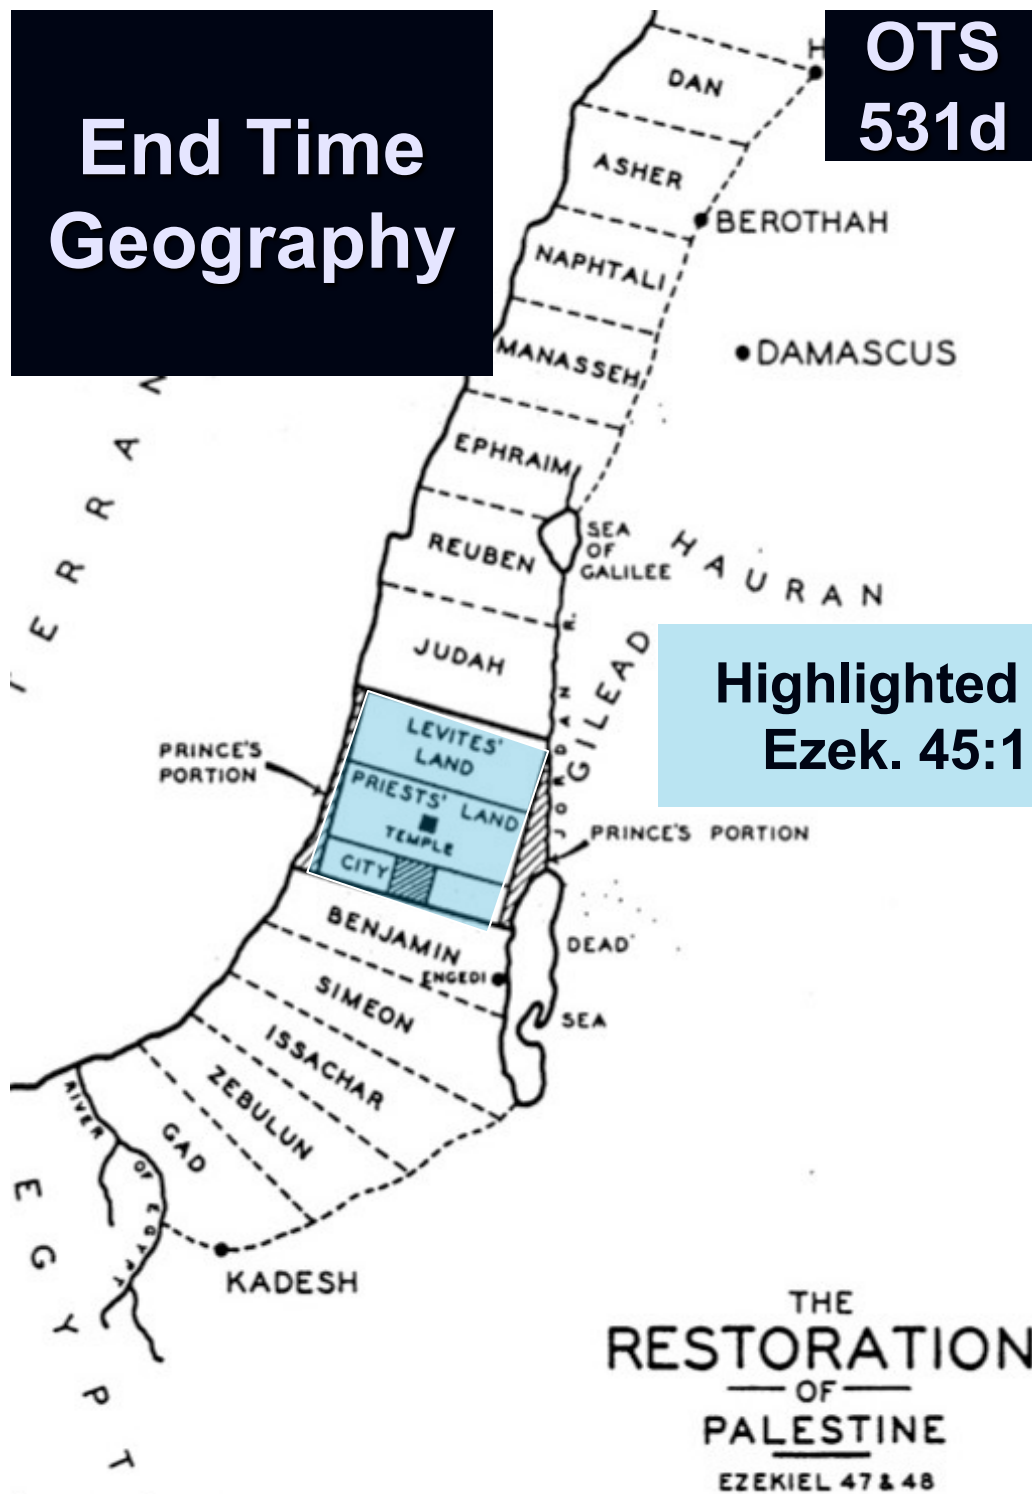 End Time
Geography
OTS
531d
H
DAN
ASHER
BEROTHAH
NAPHTALI
DAMASCUS
MANASSEH
EPHRAIM
SEA
OF
GALILEE
HAURAN
REUBEN
JUDAH
JORDAN R.
GILEAD
Highlighted
Ezek. 45:1
LEVITES'
LAND
PRINCE'S
PORTION
PRIESTS' LAND
TEMPLE
PRINCE'S PORTION
CITY
BENJAMIN
ENGEDI
DEAD
SEA
SIMEON
ISSACHAR
ZEBULUN
GAD
RIVER
OF EGYPT
KADESH
EGYPT
TERRAN
THE
RESTORATION
OF
PALESTINE
EZEKIEL 47 & 48